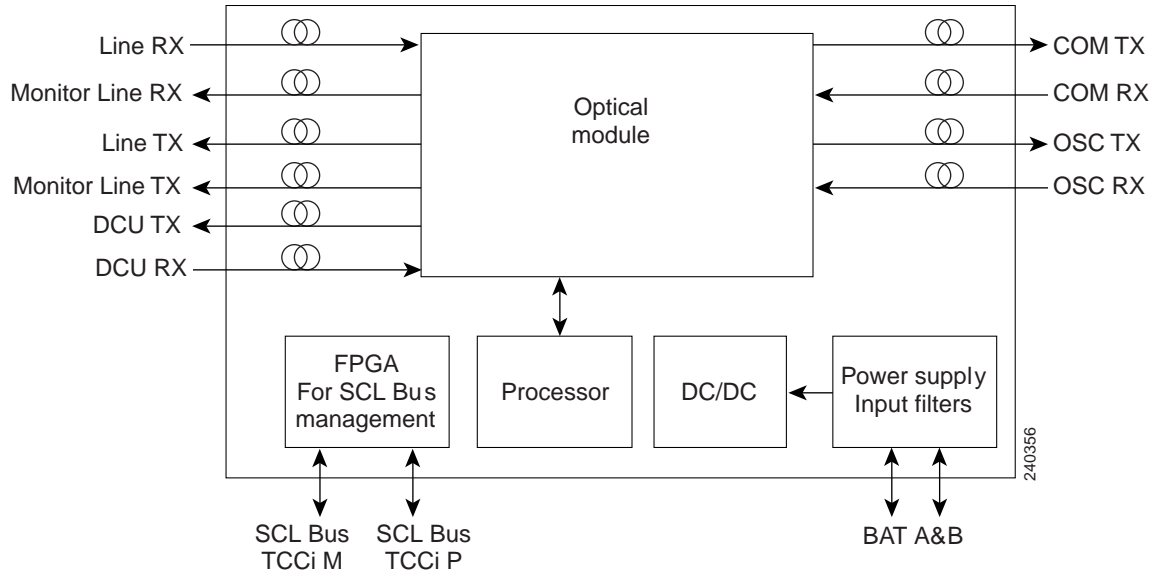 Line RX
Monitor Line RX
Line TX
Monitor Line TX
DCU TX
DCU RX
Optical
module
COM TX
COM RX
OSC TX
OSC RX
FPGA
For SCL Bus
management
Processor
DC/DC
Power supply
Input filters
240356
SCL Bus
TCCi M
SCL Bus
TCCi P
BAT A&B